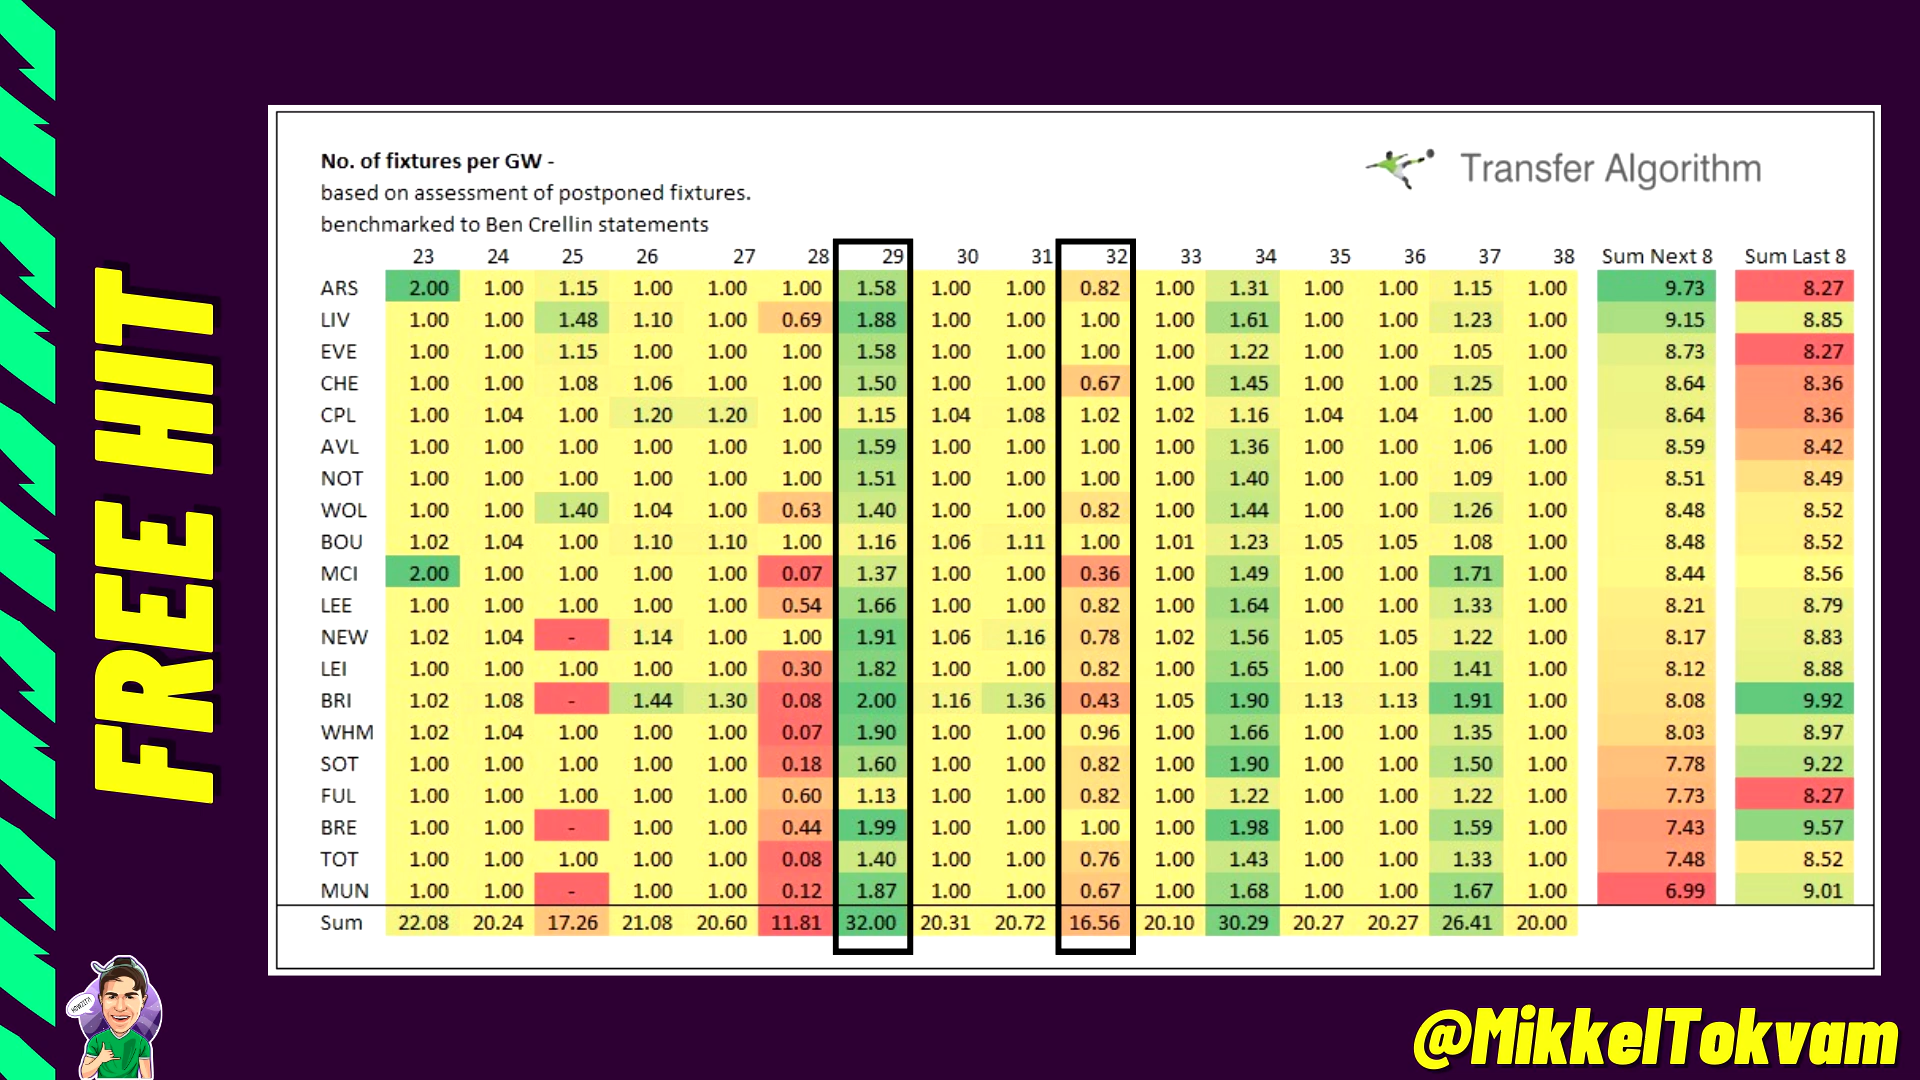 FREE HIT
No. of fixtures per GW -
based on assessment of postponed fixtures.
benchmarked to Ben Crellin statements
Transfer Algorithm
23 24 25 26 27 28 29 30 31 32 33 34 35 36 37 38 Sum Next 8 Sum Last 8
ARS 2.00 1.00 1.15 1.00 1.00 1.00 1.58 1.00 1.00 0.82 1.00 1.31 1.00 1.00 1.15 1.00 9.73 8.27
LIV 1.00 1.00 1.48 1.10 1.00 0.69 1.88 1.00 1.00 1.00 1.00 1.61 1.00 1.00 1.23 1.00 9.15 8.85
EVE 1.00 1.00 1.15 1.00 1.00 1.00 1.58 1.00 1.00 1.00 1.00 1.22 1.00 1.00 1.05 1.00 8.73 8.27
CHE 1.00 1.00 1.08 1.06 1.00 1.00 1.50 1.00 1.00 0.67 1.00 1.45 1.00 1.00 1.25 1.00 8.64 8.36
CPL 1.00 1.04 1.00 1.20 1.20 1.00 1.15 1.04 1.08 1.02 1.02 1.16 1.04 1.04 1.00 1.00 8.64 8.36
AVL 1.00 1.00 1.00 1.00 1.00 1.00 1.59 1.00 1.00 1.00 1.00 1.36 1.00 1.00 1.06 1.00 8.59 8.42
NOT 1.00 1.00 1.00 1.00 1.00 1.00 1.51 1.00 1.00 1.00 1.00 1.40 1.00 1.00 1.09 1.00 8.51 8.49
WOL 1.00 1.00 1.40 1.04 1.00 0.63 1.40 1.00 1.00 0.82 1.00 1.44 1.00 1.00 1.26 1.00 8.48 8.52
BOU 1.02 1.04 1.00 1.10 1.10 1.00 1.16 1.06 1.11 1.00 1.01 1.23 1.05 1.05 1.08 1.00 8.48 8.52
MCI 2.00 1.00 1.00 1.00 1.00 0.07 1.37 1.00 1.00 0.36 1.00 1.49 1.00 1.00 1.71 1.00 8.44 8.56
LEE 1.00 1.00 1.00 1.00 1.00 0.54 1.66 1.00 1.00 0.82 1.00 1.64 1.00 1.00 1.33 1.00 8.21 8.79
NEW 1.02 1.04 - 1.14 1.00 1.00 1.91 1.06 1.16 0.78 1.02 1.56 1.05 1.05 1.22 1.00 8.17 8.83
LEI 1.00 1.00 1.00 1.00 1.00 0.30 1.82 1.00 1.00 0.82 1.00 1.65 1.00 1.00 1.41 1.00 8.12 8.88
BRI 1.02 1.08 - 1.44 1.30 0.08 2.00 1.16 1.36 0.43 1.05 1.90 1.13 1.13 1.91 1.00 8.08 9.92
WHM 1.02 1.04 1.00 1.00 1.00 0.07 1.90 1.00 1.00 0.96 1.00 1.66 1.00 1.00 1.35 1.00 8.03 8.97
SOT 1.00 1.00 1.00 1.00 1.00 0.18 1.60 1.00 1.00 0.82 1.00 1.90 1.00 1.00 1.50 1.00 7.78 9.22
FUL 1.00 1.00 1.00 1.00 1.00 0.60 1.13 1.00 1.00 0.82 1.00 1.22 1.00 1.00 1.22 1.00 7.73 8.27
BRE 1.00 1.00 - 1.00 1.00 0.44 1.99 1.00 1.00 1.00 1.00 1.98 1.00 1.00 1.59 1.00 7.43 9.57
TOT 1.00 1.00 1.00 1.00 1.00 0.08 1.40 1.00 1.00 0.76 1.00 1.43 1.00 1.00 1.33 1.00 7.48 8.52
MUN 1.00 1.00 - 1.00 1.00 0.12 1.87 1.00 1.00 0.67 1.00 1.68 1.00 1.00 1.67 1.00 6.99 9.01
Sum 22.08 20.24 17.26 21.08 20.60 11.81 32.00 20.31 20.72 16.56 20.10 30.29 20.27 20.27 26.41 20.00
@MikkelTokvam